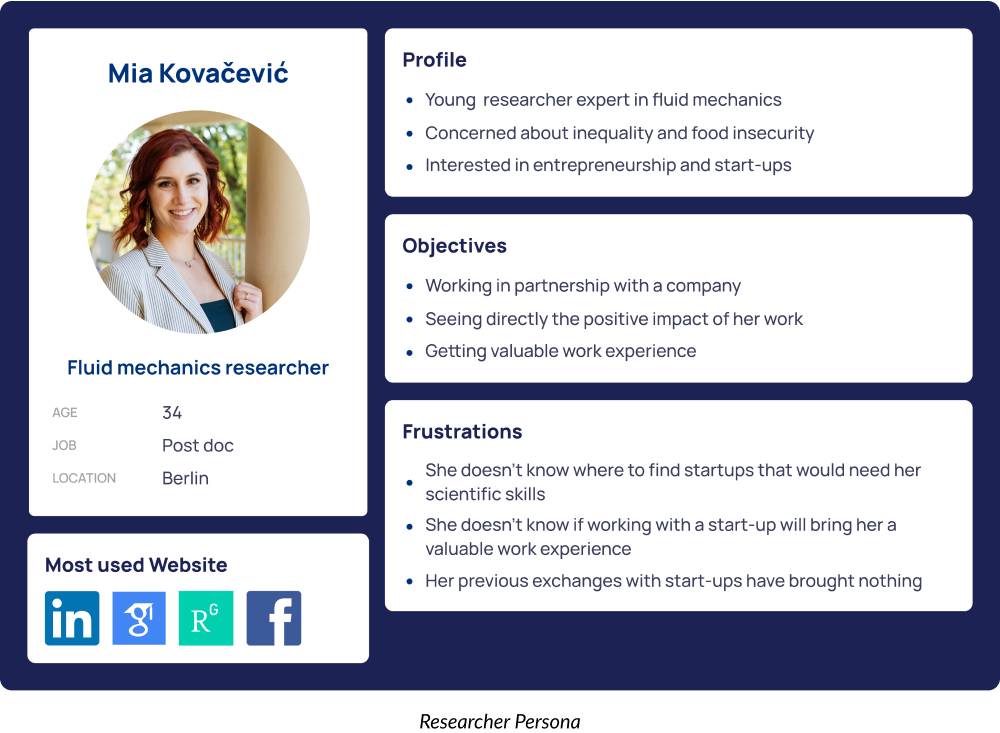 Mia Kovačević
Fluid mechanics researcher
AGE 34
JOB Post doc
LOCATION Berlin
Most used Website
in
g
RG
f
Profile
Young researcher expert in fluid mechanics
Concerned about inequality and food insecurity
Interested in entrepreneurship and start-ups
Objectives
Working in partnership with a company
Seeing directly the positive impact of her work
Getting valuable work experience
Frustrations
She doesn't know where to find startups that would need her
scientific skills
She doesn't know if working with a start-up will bring her a
valuable work experience
Her previous exchanges with start-ups have brought nothing
Researcher Persona